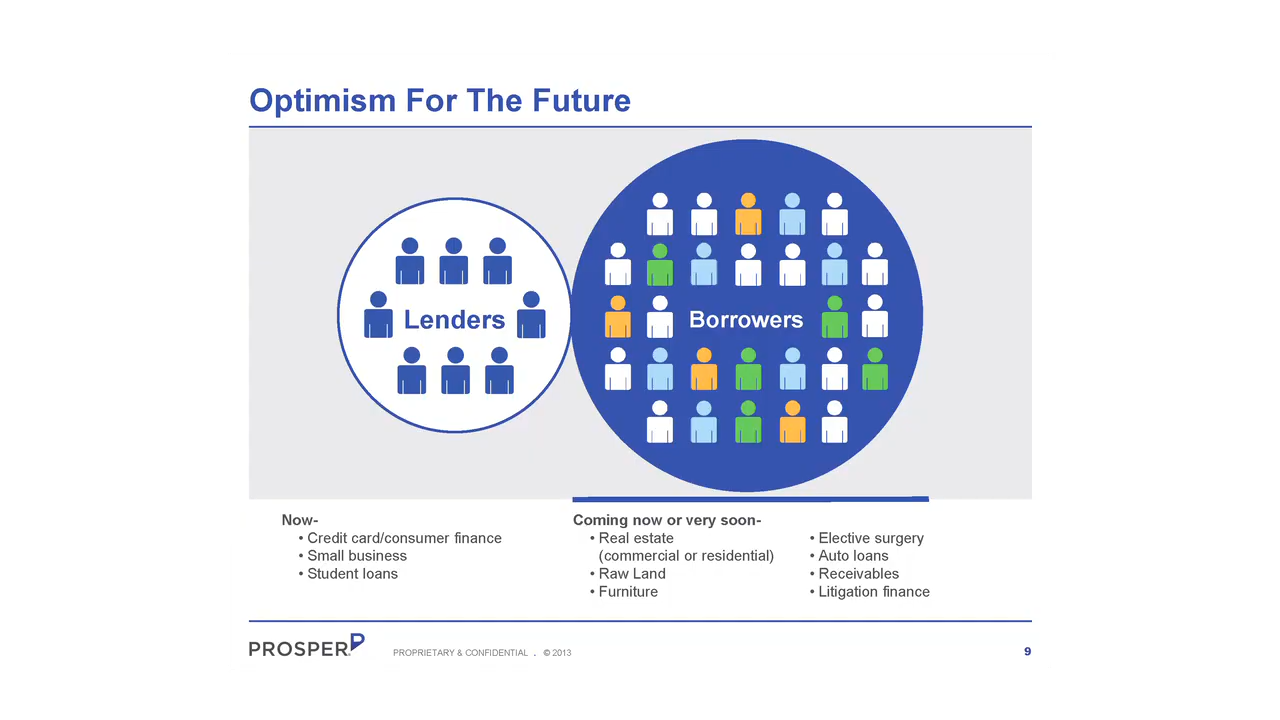 Optimism For The Future
Lenders
Borrowers
Now-
• Credit card/consumer finance
• Small business
• Student loans
Coming now or very soon-
• Real estate
(commercial or residential)
• Raw Land
• Furniture
• Elective surgery
• Auto loans
• Receivables
• Litigation finance
PROSPER
PROPRIETARY & CONFIDENTIAL . © 2013
9